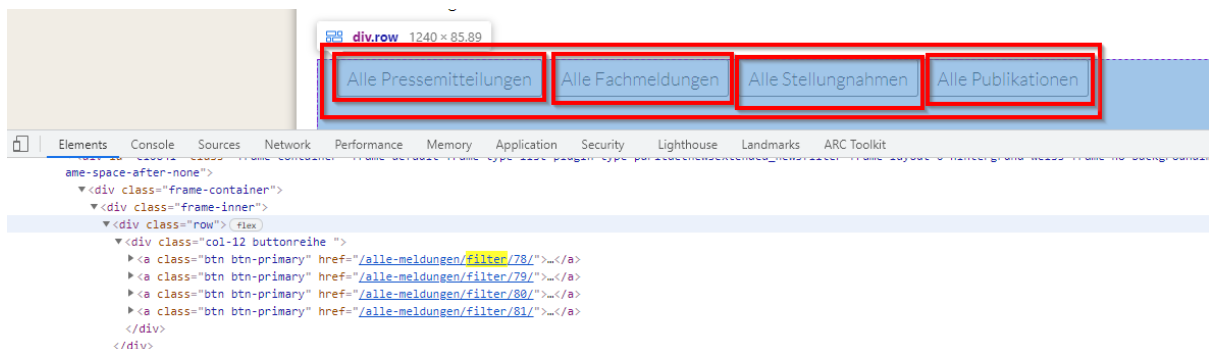 div.row 1240 × 85.89
Alle Pressemitteilungen Alle Fachmeldungen Alle Stellungnahmen Alle Publikationen
Elements Console Sources Network Performance Memory Application Security Lighthouse Landmarks ARC Toolkit
ame-space-after-none">
▼<div class="frame-container">
▼<div class="frame-inner">
▼<div class="row"> flex
▼<div class="col-12 buttonreihe ">
▶<a class="btn btn-primary" href="/alle-meldungen/filter/78/">…</a>
▶<a class="btn btn-primary" href="/alle-meldungen/filter/79/">…</a>
▶<a class="btn btn-primary" href="/alle-meldungen/filter/80/">…</a>
▶<a class="btn btn-primary" href="/alle-meldungen/filter/81/">…</a>
</div>
</div>